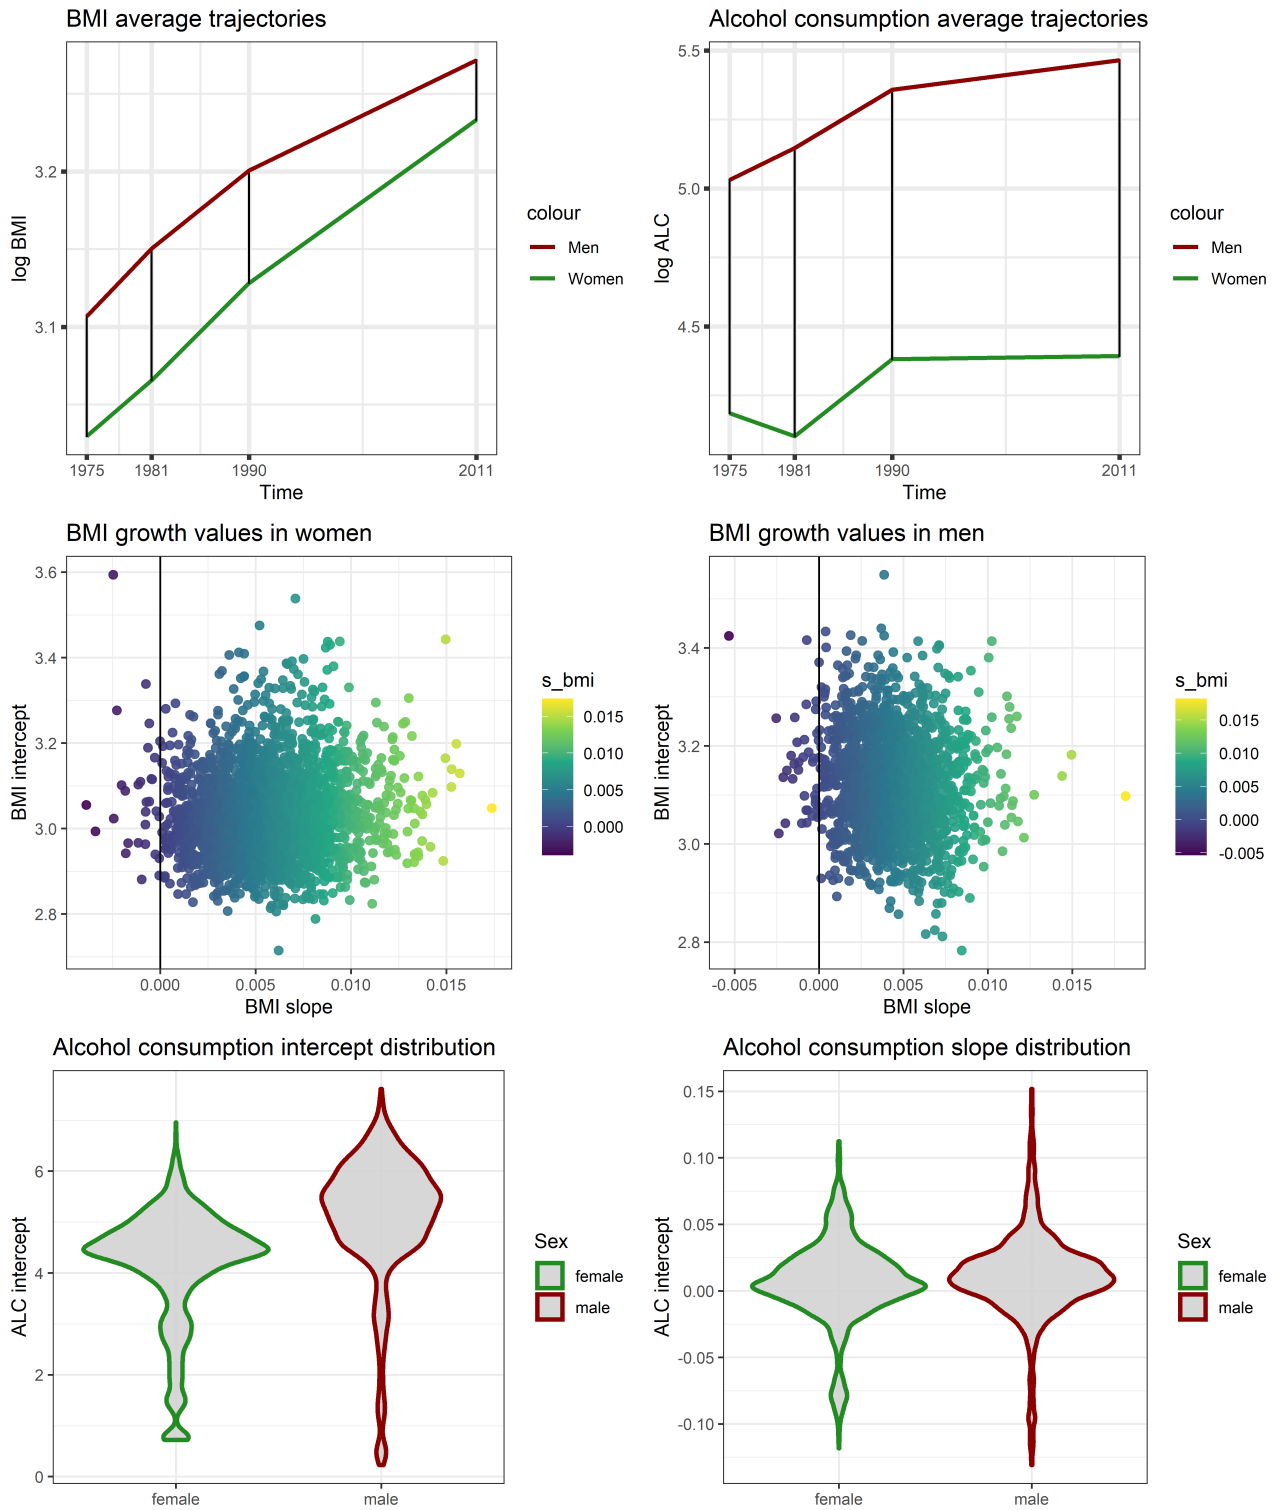 BMI average trajectories
log BMI
3.2
3.1
1975 1981 1990 2011
Time
colour
Men
Women
Alcohol consumption average trajectories
log ALC
5.5
5.0
4.5
1975 1981 1990 2011
Time
colour
Men
Women
BMI growth values in women
BMI intercept
3.6
3.4
3.2
3.0
2.8
0.000 0.005 0.010 0.015
BMI slope
s_bmi
0.015
0.010
0.005
0.000
BMI growth values in men
BMI intercept
3.4
3.2
3.0
2.8
-0.005 0.000 0.005 0.010 0.015
BMI slope
s_bmi
0.015
0.010
0.005
0.000
-0.005
Alcohol consumption intercept distribution
ALC intercept
6
4
2
0
female male
Sex
female
male
Alcohol consumption slope distribution
ALC intercept
0.15
0.10
0.05
0.00
-0.05
-0.10
female male
Sex
female
male